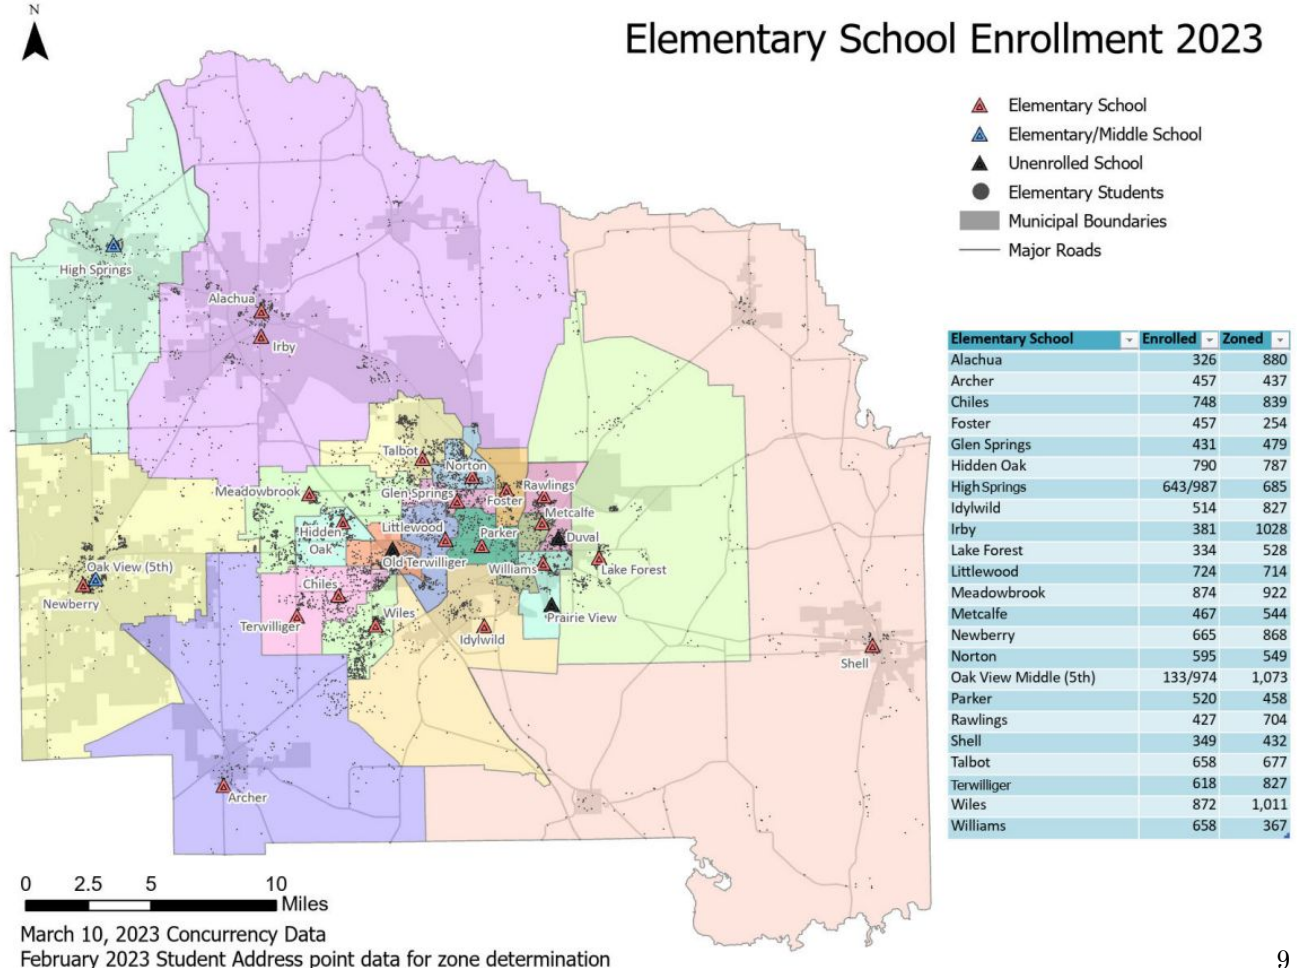 N
Elementary School Enrollment 2023
Elementary School
Elementary/Middle School
Unenrolled School
Elementary Students
Municipal Boundaries
Major Roads
High Springs
Alachua
Irby
Talbot
Norton
Meadowbrook
Glen Springs
Rawlings
Foster
Metcalfe
Hidden
Oak
Littlewood
Parker
Duval
Old Terwilliger
Williams
Lake Forest
Oak View (5th)
Newberry
Chiles
Terwilliger
Wiles
Idylwild
Prairie View
Shell
Archer
Elementary School Enrolled Zoned
Alachua 326 880
Archer 457 437
Chiles 748 839
Foster 457 254
Glen Springs 431 479
Hidden Oak 790 787
High Springs 643/987 685
Idylwild 514 827
Irby 381 1028
Lake Forest 334 528
Littlewood 724 714
Meadowbrook 874 922
Metcalfe 467 544
Newberry 665 868
Norton 595 549
Oak View Middle (5th) 133/974 1,073
Parker 520 458
Rawlings 427 704
Shell 349 432
Talbot 658 677
Terwilliger 618 827
Wiles 872 1,011
Williams 658 367
0 2.5 5 10
Miles
March 10, 2023 Concurrency Data
February 2023 Student Address point data for zone determination
9